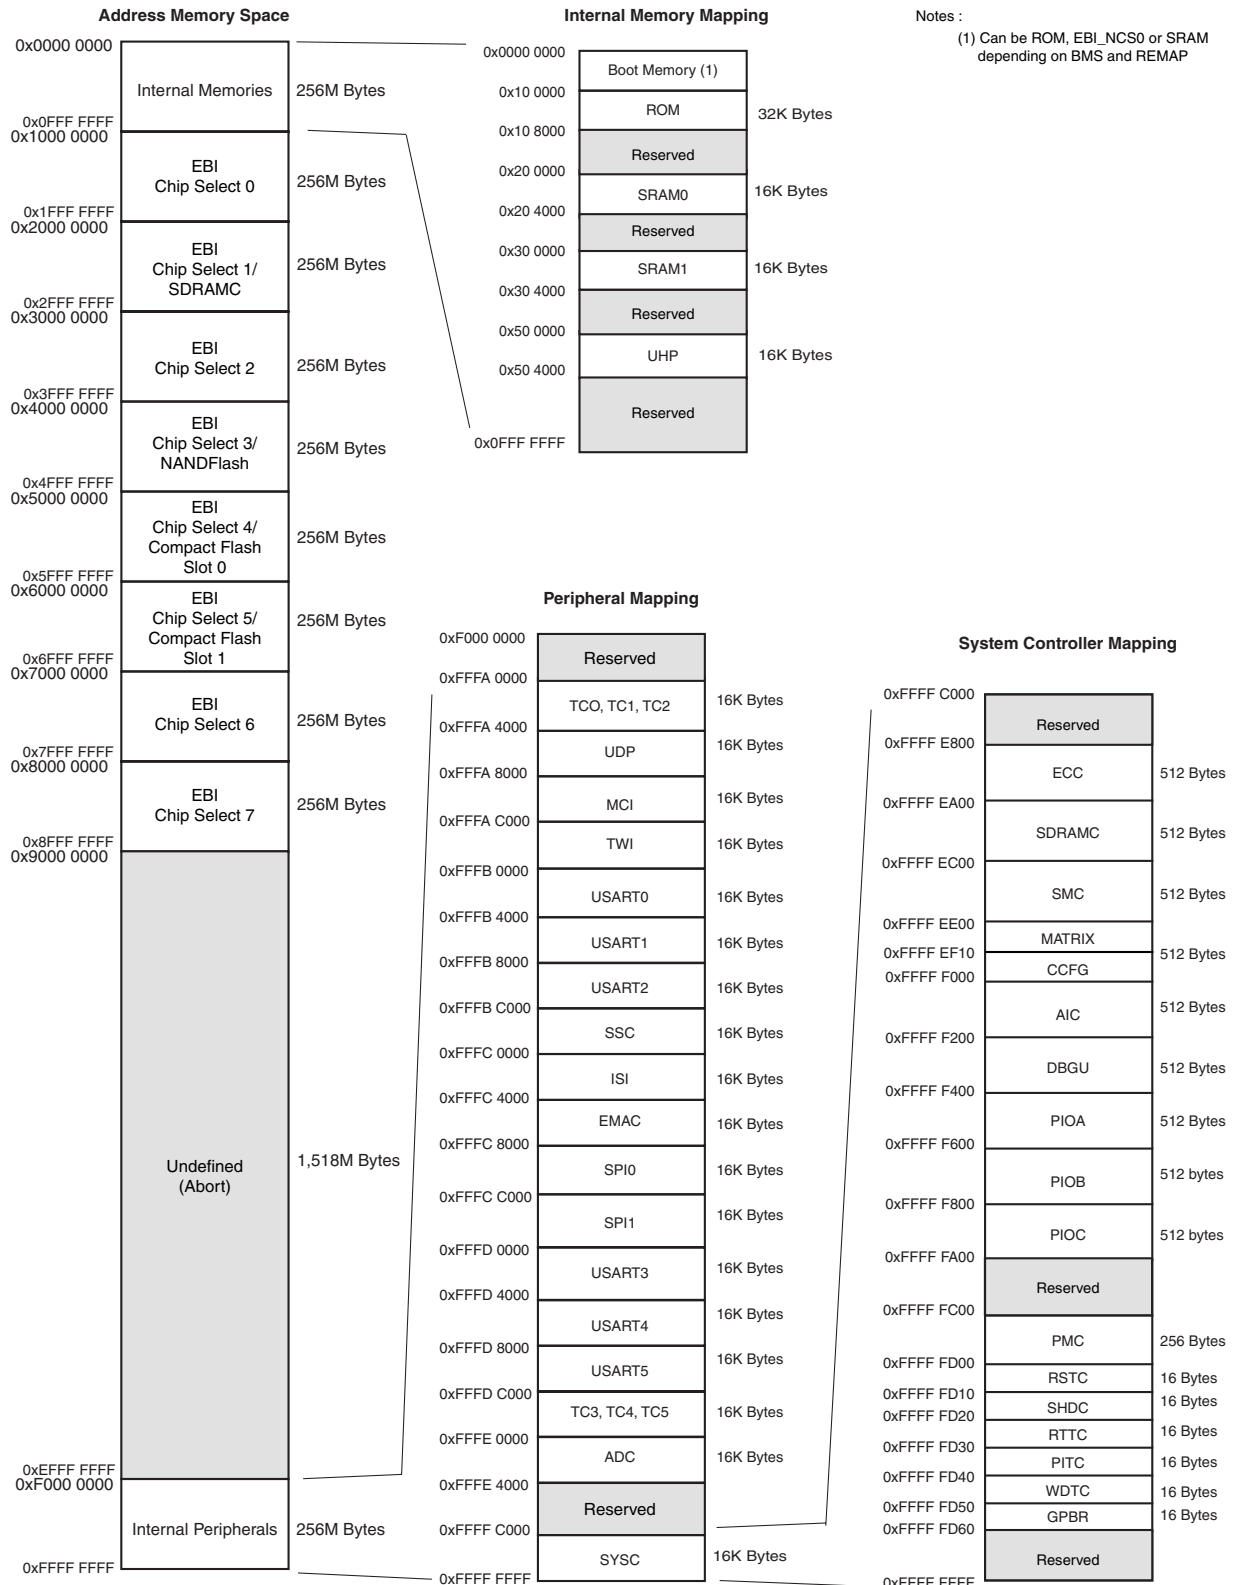 Address Memory Space
0x0000 0000
Internal Memories
256M Bytes
0x0FFF FFFF
0x1000 0000
EBI
Chip Select 0
256M Bytes
0x1FFF FFFF
0x2000 0000
EBI
Chip Select 1/
SDRAMC
256M Bytes
0x2FFF FFFF
0x3000 0000
EBI
Chip Select 2
256M Bytes
0x3FFF FFFF
0x4000 0000
EBI
Chip Select 3/
NANDFlash
256M Bytes
0x4FFF FFFF
0x5000 0000
EBI
Chip Select 4/
Compact Flash
Slot 0
256M Bytes
0x5FFF FFFF
0x6000 0000
EBI
Chip Select 5/
Compact Flash
Slot 1
256M Bytes
0x6FFF FFFF
0x7000 0000
EBI
Chip Select 6
256M Bytes
0x7FFF FFFF
0x8000 0000
EBI
Chip Select 7
256M Bytes
0x8FFF FFFF
0x9000 0000
Undefined
(Abort)
1,518M Bytes
0xEFFF FFFF
0xF000 0000
Internal Peripherals
256M Bytes
0xFFFF FFFF
Internal Memory Mapping
0x0000 0000
Boot Memory (1)
0x10 0000
ROM
32K Bytes
0x10 8000
Reserved
0x20 0000
SRAM0
16K Bytes
0x20 4000
Reserved
0x30 0000
SRAM1
16K Bytes
0x30 4000
Reserved
0x50 0000
UHP
16K Bytes
0x50 4000
Reserved
0x0FFF FFFF
Notes :
(1) Can be ROM, EBI_NCS0 or SRAM
depending on BMS and REMAP
Peripheral Mapping
0xF000 0000
Reserved
0xFFFA 0000
TCO, TC1, TC2
16K Bytes
0xFFFA 4000
UDP
16K Bytes
0xFFFA 8000
MCI
16K Bytes
0xFFFA C000
TWI
16K Bytes
0xFFFB 0000
USART0
16K Bytes
0xFFFB 4000
USART1
16K Bytes
0xFFFB 8000
USART2
16K Bytes
0xFFFB C000
SSC
16K Bytes
0xFFFC 0000
ISI
16K Bytes
0xFFFC 4000
EMAC
16K Bytes
0xFFFC 8000
SPI0
16K Bytes
0xFFFC C000
SPI1
16K Bytes
0xFFFD 0000
USART3
16K Bytes
0xFFFD 4000
USART4
16K Bytes
0xFFFD 8000
USART5
16K Bytes
0xFFFD C000
TC3, TC4, TC5
16K Bytes
0xFFFE 0000
ADC
16K Bytes
0xFFFE 4000
Reserved
0xFFFF C000
SYSC
16K Bytes
0xFFFF FFFF
System Controller Mapping
0xFFFF C000
Reserved
0xFFFF E800
ECC
512 Bytes
0xFFFF EA00
SDRAMC
512 Bytes
0xFFFF EC00
SMC
512 Bytes
0xFFFF EE00
MATRIX
0xFFFF EF10
512 Bytes
CCFG
0xFFFF F000
AIC
512 Bytes
0xFFFF F200
DBGU
512 Bytes
0xFFFF F400
PIOA
512 Bytes
0xFFFF F600
PIOB
512 bytes
0xFFFF F800
PIOC
512 bytes
0xFFFF FA00
Reserved
0xFFFF FC00
PMC
256 Bytes
0xFFFF FD00
RSTC
16 Bytes
0xFFFF FD10
SHDC
16 Bytes
0xFFFF FD20
RTTC
16 Bytes
0xFFFF FD30
PITC
16 Bytes
0xFFFF FD40
WDTC
16 Bytes
0xFFFF FD50
GPBR
16 Bytes
0xFFFF FD60
Reserved
0xFFFF FFFF